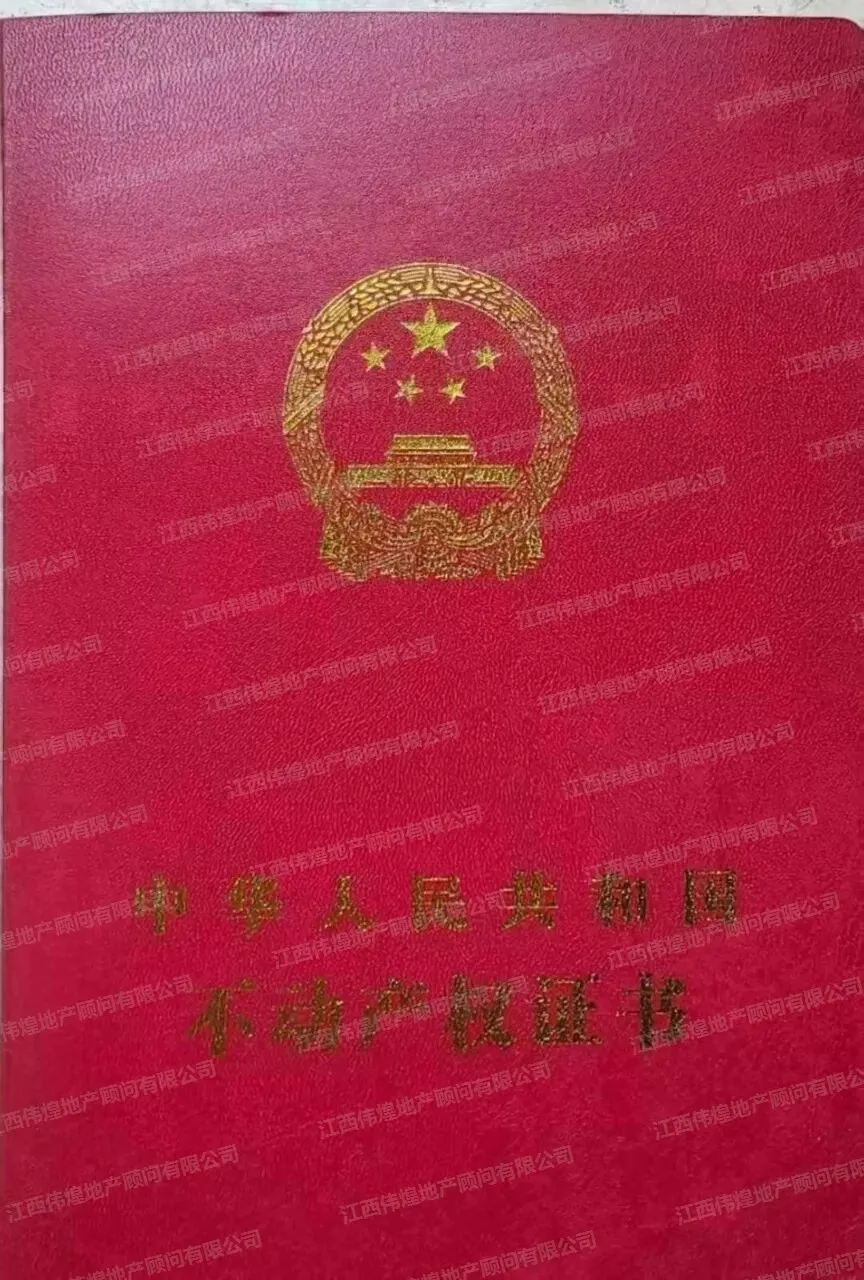 中华人民共和国
不动产权证书
江西伟煌地产顾问有限公司